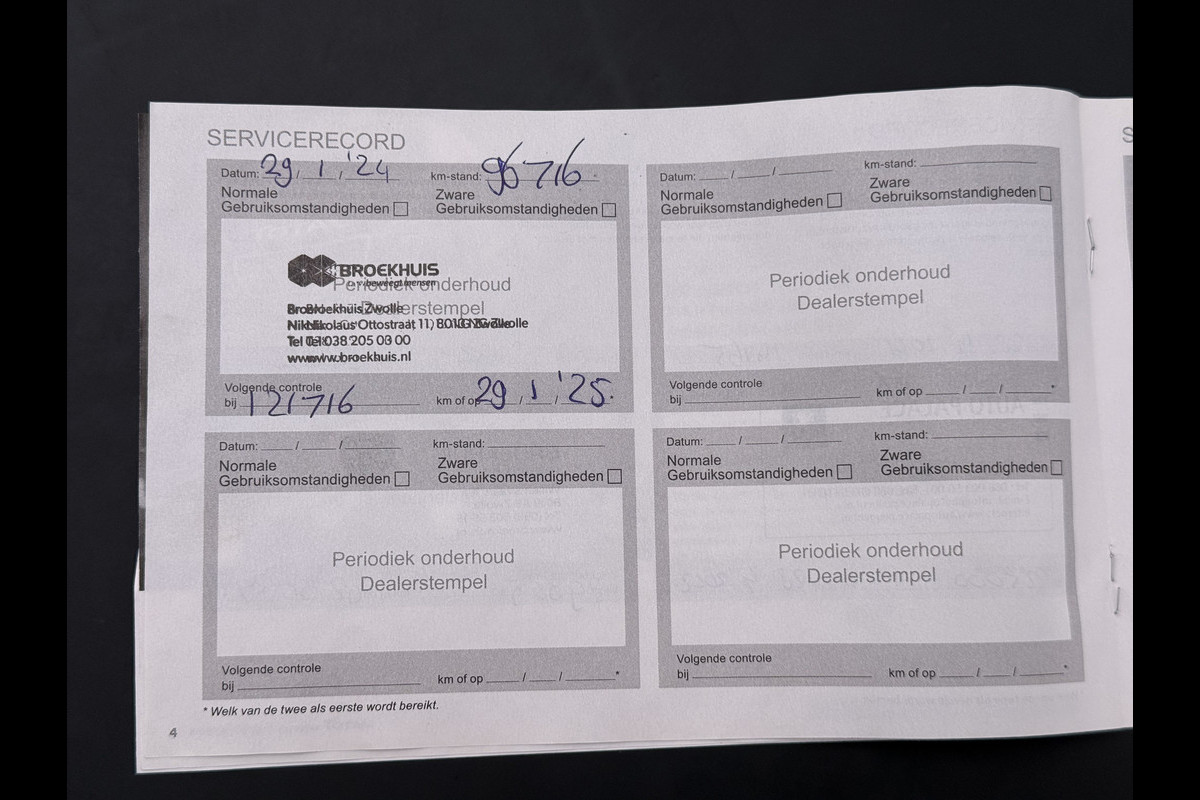 SERVICERECORD
Datum: 29 / 1 / '24 km-stand: 96716
Normale Gebruiksomstandigheden Zware Gebruiksomstandigheden
BROEKHUIS
beweegt mensen
Periodiek onderhoud
Dealerstempel
Broekhuis Zwolle
Nikolaus Ottostraat 11, 8013 NG Zwolle
Tel 038 205 03 00
www.broekhuis.nl
Volgende controle
bij 121716 km of op 29 / 1 / '25.
Datum: / / km-stand:
Normale Gebruiksomstandigheden Zware Gebruiksomstandigheden
Periodiek onderhoud
Dealerstempel
Volgende controle
bij km of op / / *
Datum: / / km-stand:
Normale Gebruiksomstandigheden Zware Gebruiksomstandigheden
Periodiek onderhoud
Dealerstempel
Volgende controle
bij km of op / / *
Datum: / / km-stand:
Normale Gebruiksomstandigheden Zware Gebruiksomstandigheden
Periodiek onderhoud
Dealerstempel
Volgende controle
bij km of op / / *
* Welk van de twee als eerste wordt bereikt.
4
S